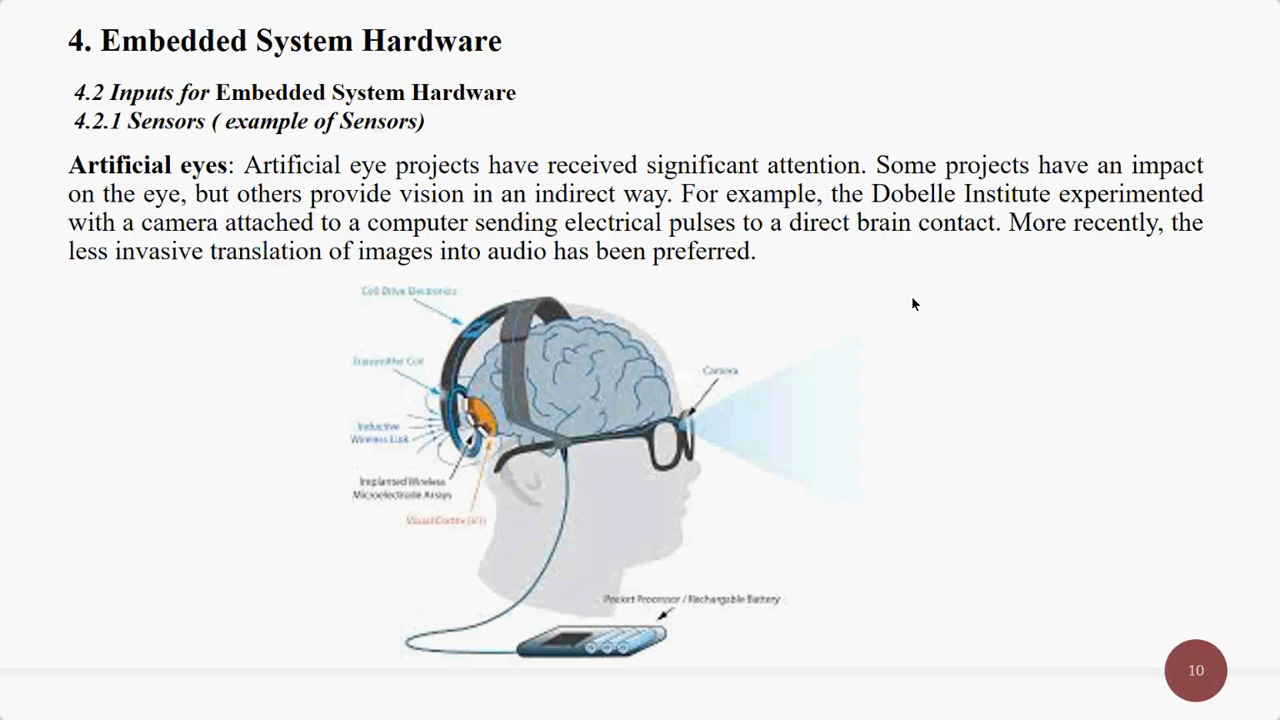 4. Embedded System Hardware
4.2 Inputs for Embedded System Hardware
4.2.1 Sensors ( example of Sensors)
Artificial eyes: Artificial eye projects have received significant attention. Some projects have an impact
on the eye, but others provide vision in an indirect way. For example, the Dobelle Institute experimented
with a camera attached to a computer sending electrical pulses to a direct brain contact. More recently, the
less invasive translation of images into audio has been preferred.
Coil Drive Electronics
Transmitter Coil
Camera
Inductive
Wireless Link
Implanted Wireless
Microelectrode Arrays
Visual Cortex (V1)
Pocket Processor / Rechargable Battery
10